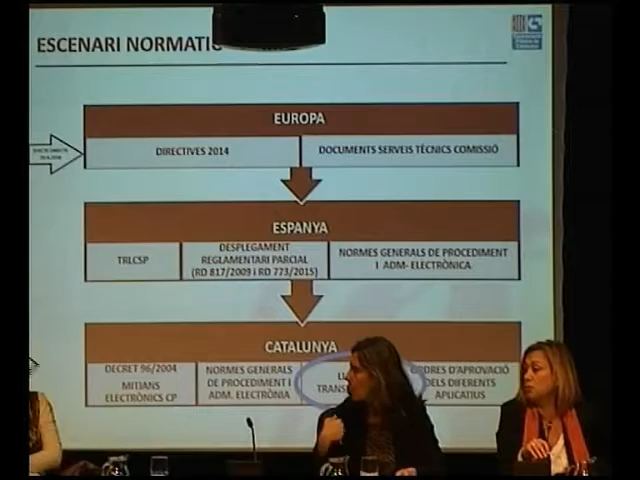 ESCENARI NORMATI
EUROPA
DIRECTIVES 2014
DOCUMENTS SERVEIS TÈCNICS COMISSIÓ
ESPANYA
TRLCSP
DESPLEGAMENT
REGLAMENTARI PARCIAL
(RD 817/2009 i RD 773/2015)
NORMES GENERALS DE PROCEDIMENT
I ADM- ELECTRÒNICA
CATALUNYA
DECRET 96/2004
MITJANS
ELECTRÒNICS CP
NORMES GENERALS
DE PROCEDIMENT I
ADM. ELECTRÒNIA
TRANS
ORDRES D'APROVACIÓ
DELS DIFERENTS
APLICATIUS